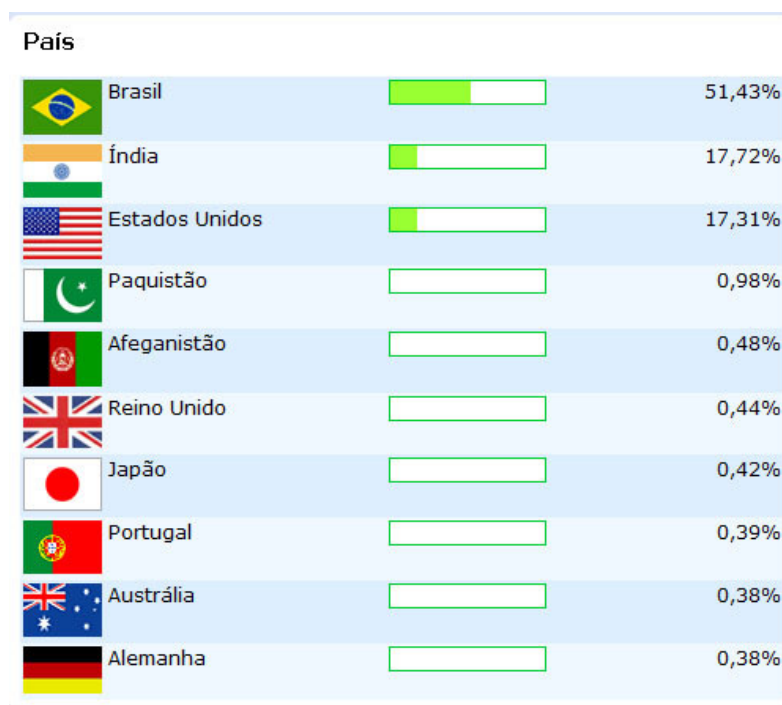 País
Brasil 51,43%
Índia 17,72%
Estados Unidos 17,31%
Paquistão 0,98%
Afeganistão 0,48%
Reino Unido 0,44%
Japão 0,42%
Portugal 0,39%
Austrália 0,38%
Alemanha 0,38%